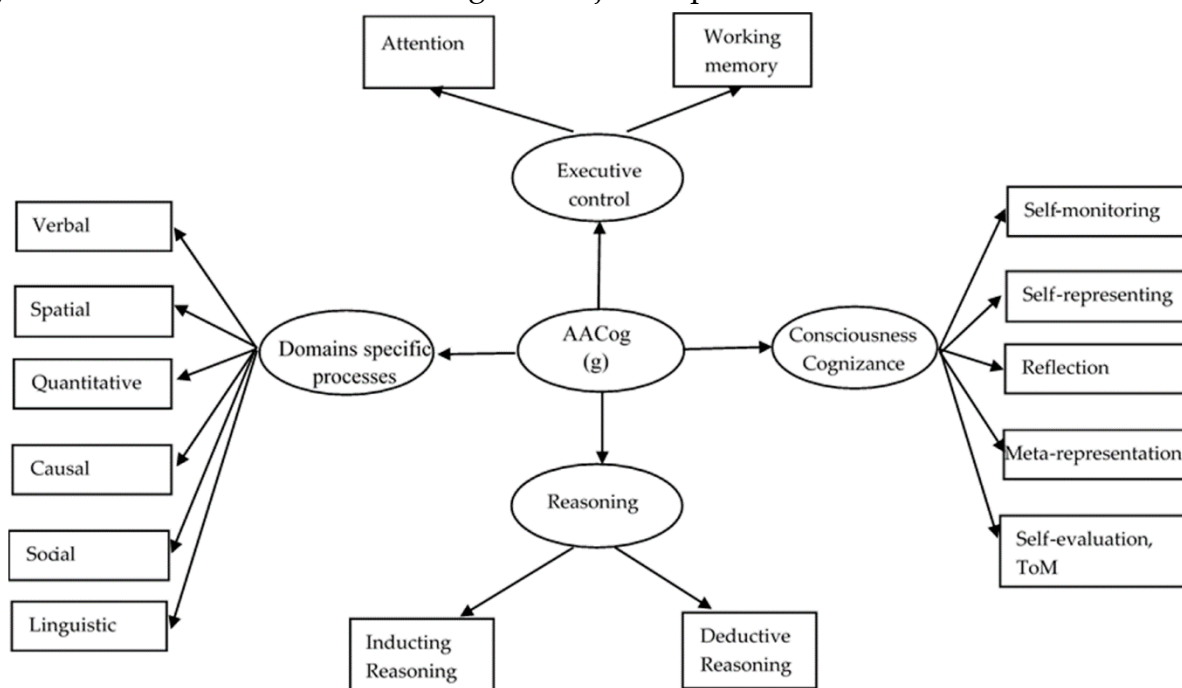 Attention
Working
memory
Executive
control
Verbal
Spatial
Quantitative
Causal
Social
Linguistic
Domains specific
processes
AACog
(g)
Consciousness
Cognizance
Self-monitoring
Self-representing
Reflection
Meta-representation
Self-evaluation,
ToM
Reasoning
Inducting
Reasoning
Deductive
Reasoning